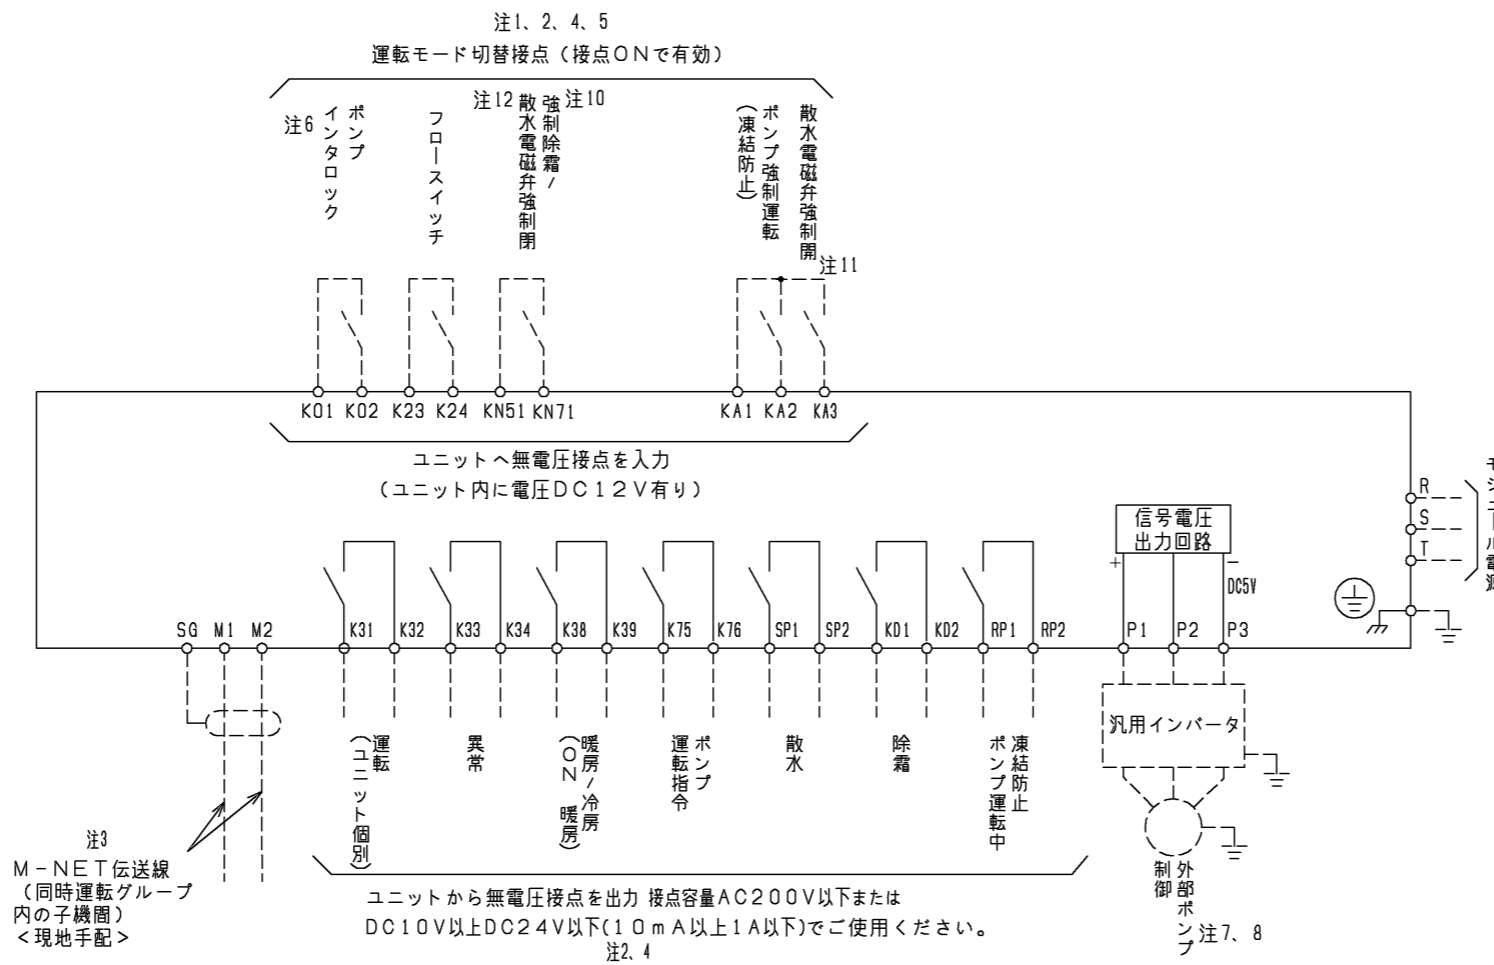 注1、2、4、5
運転モード切替接点(接点ONで有効)
注6
ポンプ
インタロック
フロースイッチ
注12
強制除霜/
散水電磁弁強制閉
注10
ポンプ強制運転
(凍結防止)
散水電磁弁強制開
注11
K01 K02 K23 K24 KN51 KN71 KA1 KA2 KA3
ユニットへ無電圧接点を入力
(ユニット内に電圧DC12V有り)
R
S
T
モジュール電源
信号電圧
出力回路
+ − DC5V
SG M1 M2 K31 K32 K33 K34 K38 K39 K75 K76 SP1 SP2 KD1 KD2 RP1 RP2 P1 P2 P3
運転
(ユニット個別)
異常
暖房/冷房
(ON 暖房)
ポンプ
運転指令
散水
除霜
凍結防止
ポンプ運転中
汎用インバータ
外部ポンプ
制御
注7、8
注3
M-NET伝送線
(同時運転グループ
内の子機間)
<現地手配>
ユニットから無電圧接点を出力 接点容量AC200V以下または
DC10V以上DC24V以下(10mA以上1A以下)でご使用ください。
注2、4